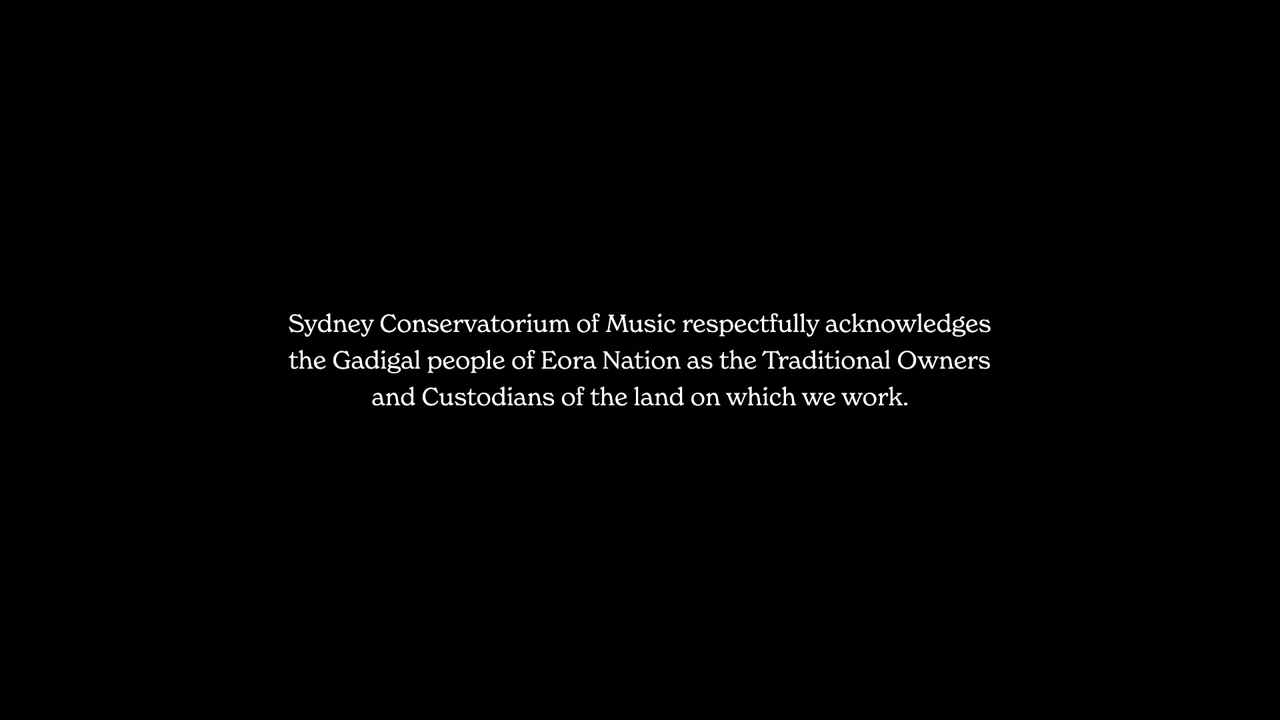 Sydney Conservatorium of Music respectfully acknowledges
the Gadigal people of Eora Nation as the Traditional Owners
and Custodians of the land on which we work.